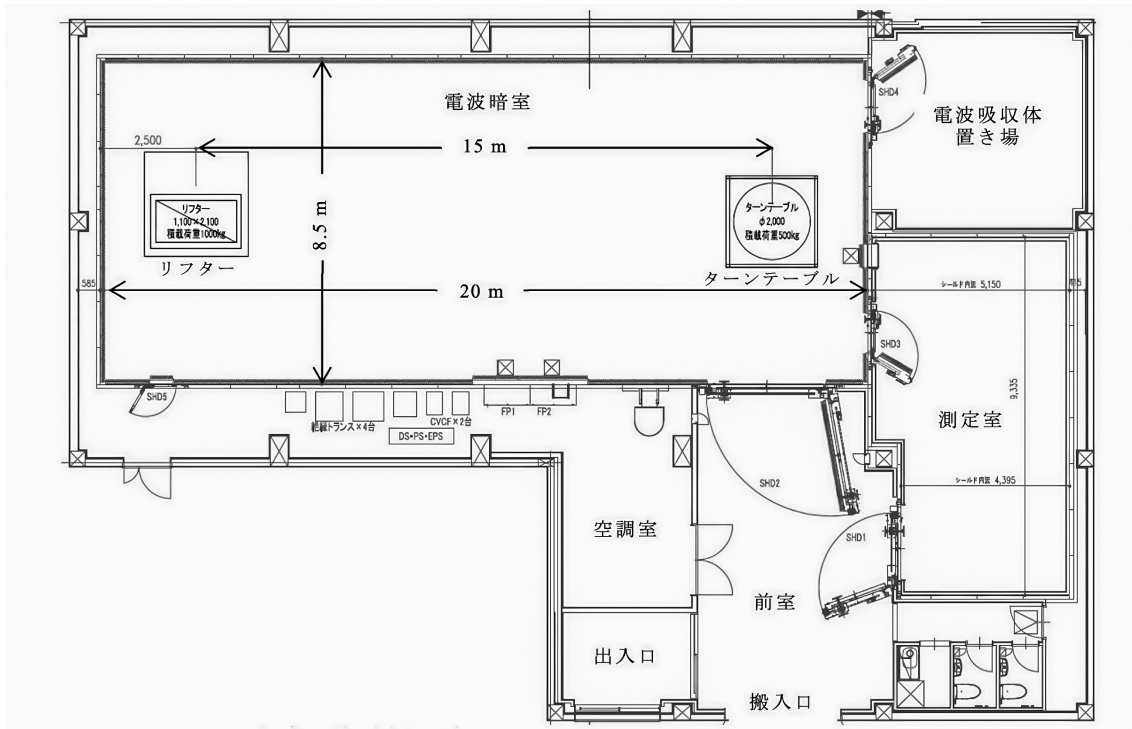 電波暗室
SHD4
電波吸収体
置き場
2,500
15 m
リフター
1,100×2,100
積載荷重1000kg
リフター
8.5 m
ターンテーブル
φ2,000
積載荷重500kg
ターンテーブル
585
20 m
シールド内法 5,150
SHD3
SHD5
絶縁トランス×4台
CVCF×2台
DS•PS•EPS
FP1
FP2
9,335
測定室
SHD2
シールド内法 4,395
空調室
SHD1
前室
出入口
搬入口